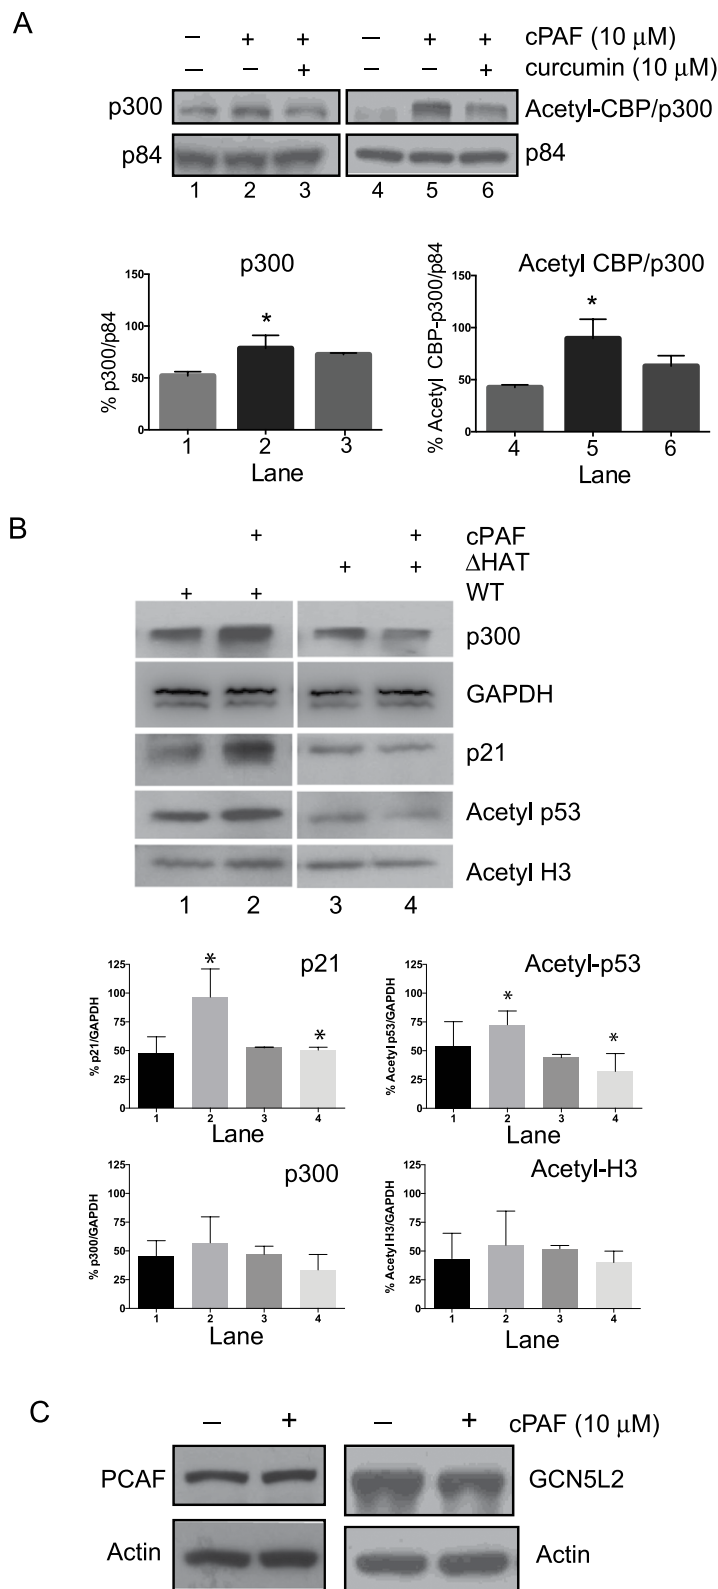 A
– + + – + + cPAF (10 μM)
– – + – – + curcumin (10 μM)
p300 Acetyl-CBP/p300
p84 p84
1 2 3 4 5 6
p300 Acetyl CBP/p300
% p300/p84
150
100
50
0
*
1 2 3
Lane
% Acetyl CBP-p300/p84
150
100
50
0
*
4 5 6
Lane
B
+ + cPAF
+ + ΔHAT
+ + WT
p300
GAPDH
p21
Acetyl p53
Acetyl H3
1 2 3 4
p21
% p21/GAPDH
125
100
75
50
25
0
* *
1 2 3 4
Lane
Acetyl-p53
% Acetyl p53/GAPDH
125
100
75
50
25
0
* *
1 2 3 4
Lane
p300
% p300/GAPDH
125
100
75
50
25
0
1 2 3 4
Lane
Acetyl-H3
% Acetyl H3/GAPDH
125
100
75
50
25
0
1 2 3 4
Lane
C
– + – + cPAF (10 μM)
PCAF GCN5L2
Actin Actin